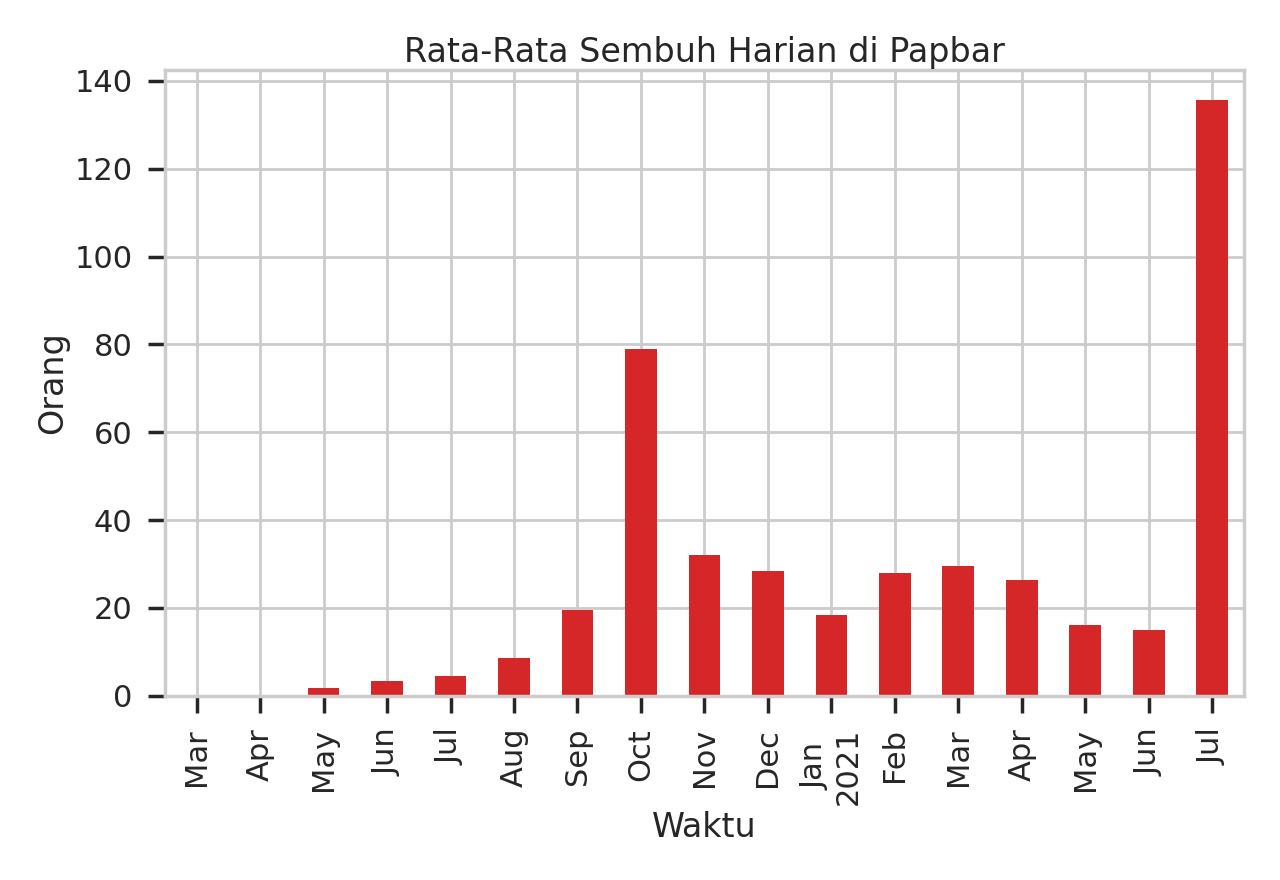 Rata-Rata Sembuh Harian di Papbar
140
120
100
80
60
40
20
0
Orang
Mar
Apr
May
Jun
Jul
Aug
Sep
Oct
Nov
Dec
Jan
2021
Feb
Mar
Apr
May
Jun
Jul
Waktu